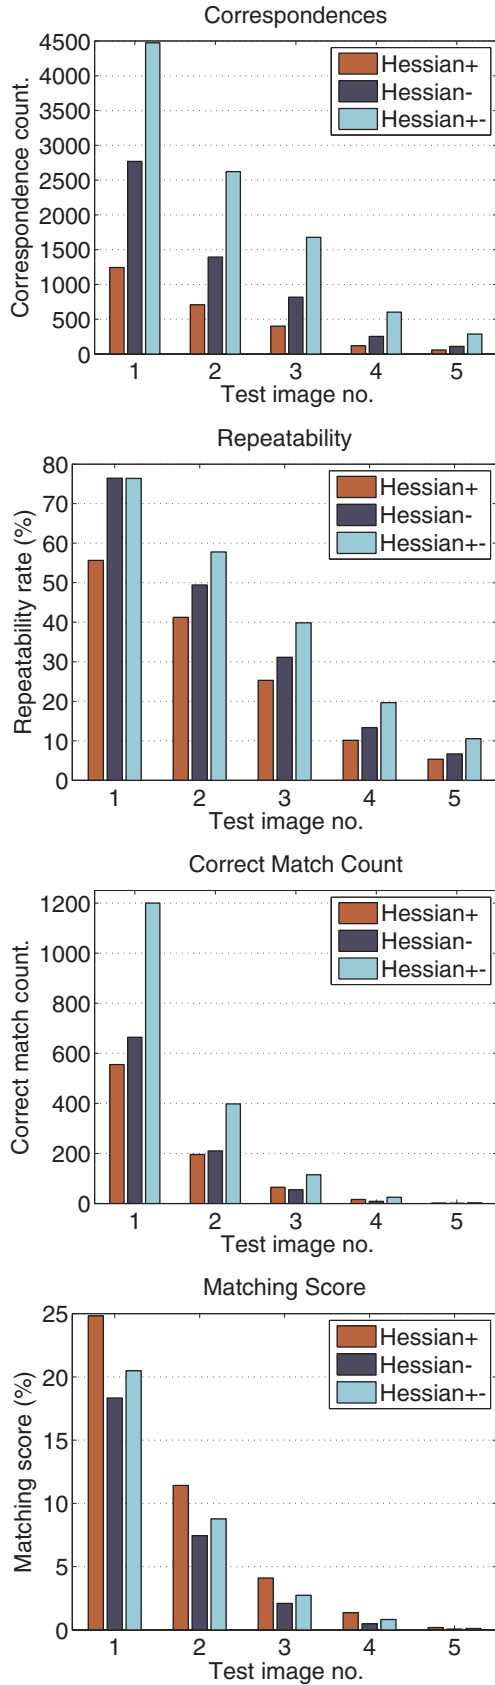 Correspondences
Correspondence count.
4500
4000
3500
3000
2500
2000
1500
1000
500
0
Hessian+
Hessian-
Hessian+-
1 2 3 4 5
Test image no.
Repeatability
Repeatability rate (%)
80
70
60
50
40
30
20
10
0
Hessian+
Hessian-
Hessian+-
1 2 3 4 5
Test image no.
Correct Match Count
Correct match count.
1200
1000
800
600
400
200
0
Hessian+
Hessian-
Hessian+-
1 2 3 4 5
Test image no.
Matching Score
Matching score (%)
25
20
15
10
5
0
Hessian+
Hessian-
Hessian+-
1 2 3 4 5
Test image no.